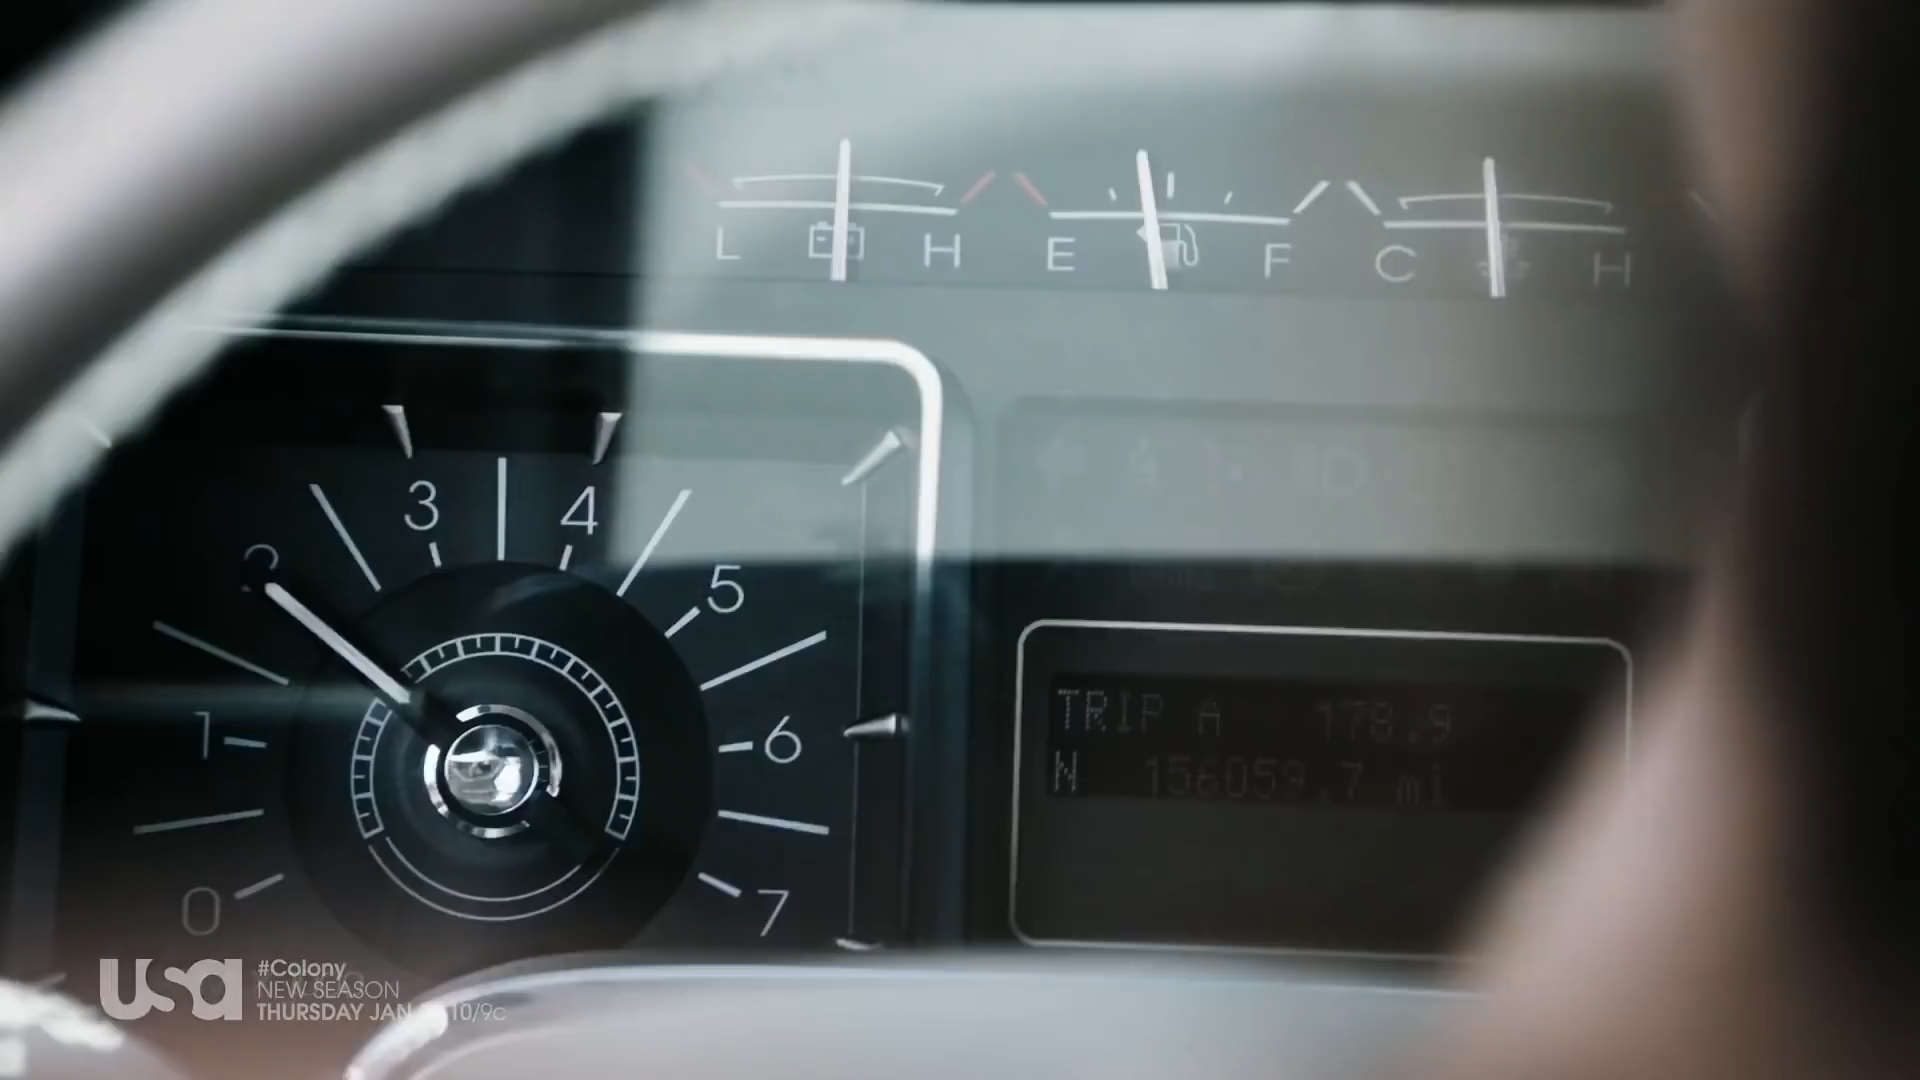 L H E F C H
3 4
2 5
1 6
0 7
TRIP A 178.9
N 156059.7 mi
usa
#Colony
NEW SEASON
THURSDAY JAN 10/9c